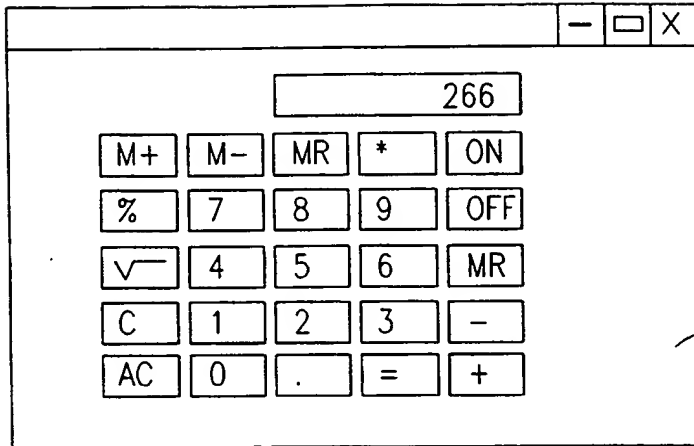 — ▭ X
266
M+ M- MR * ON
% 7 8 9 OFF
√ 4 5 6 MR
C 1 2 3 -
AC 0 . = +